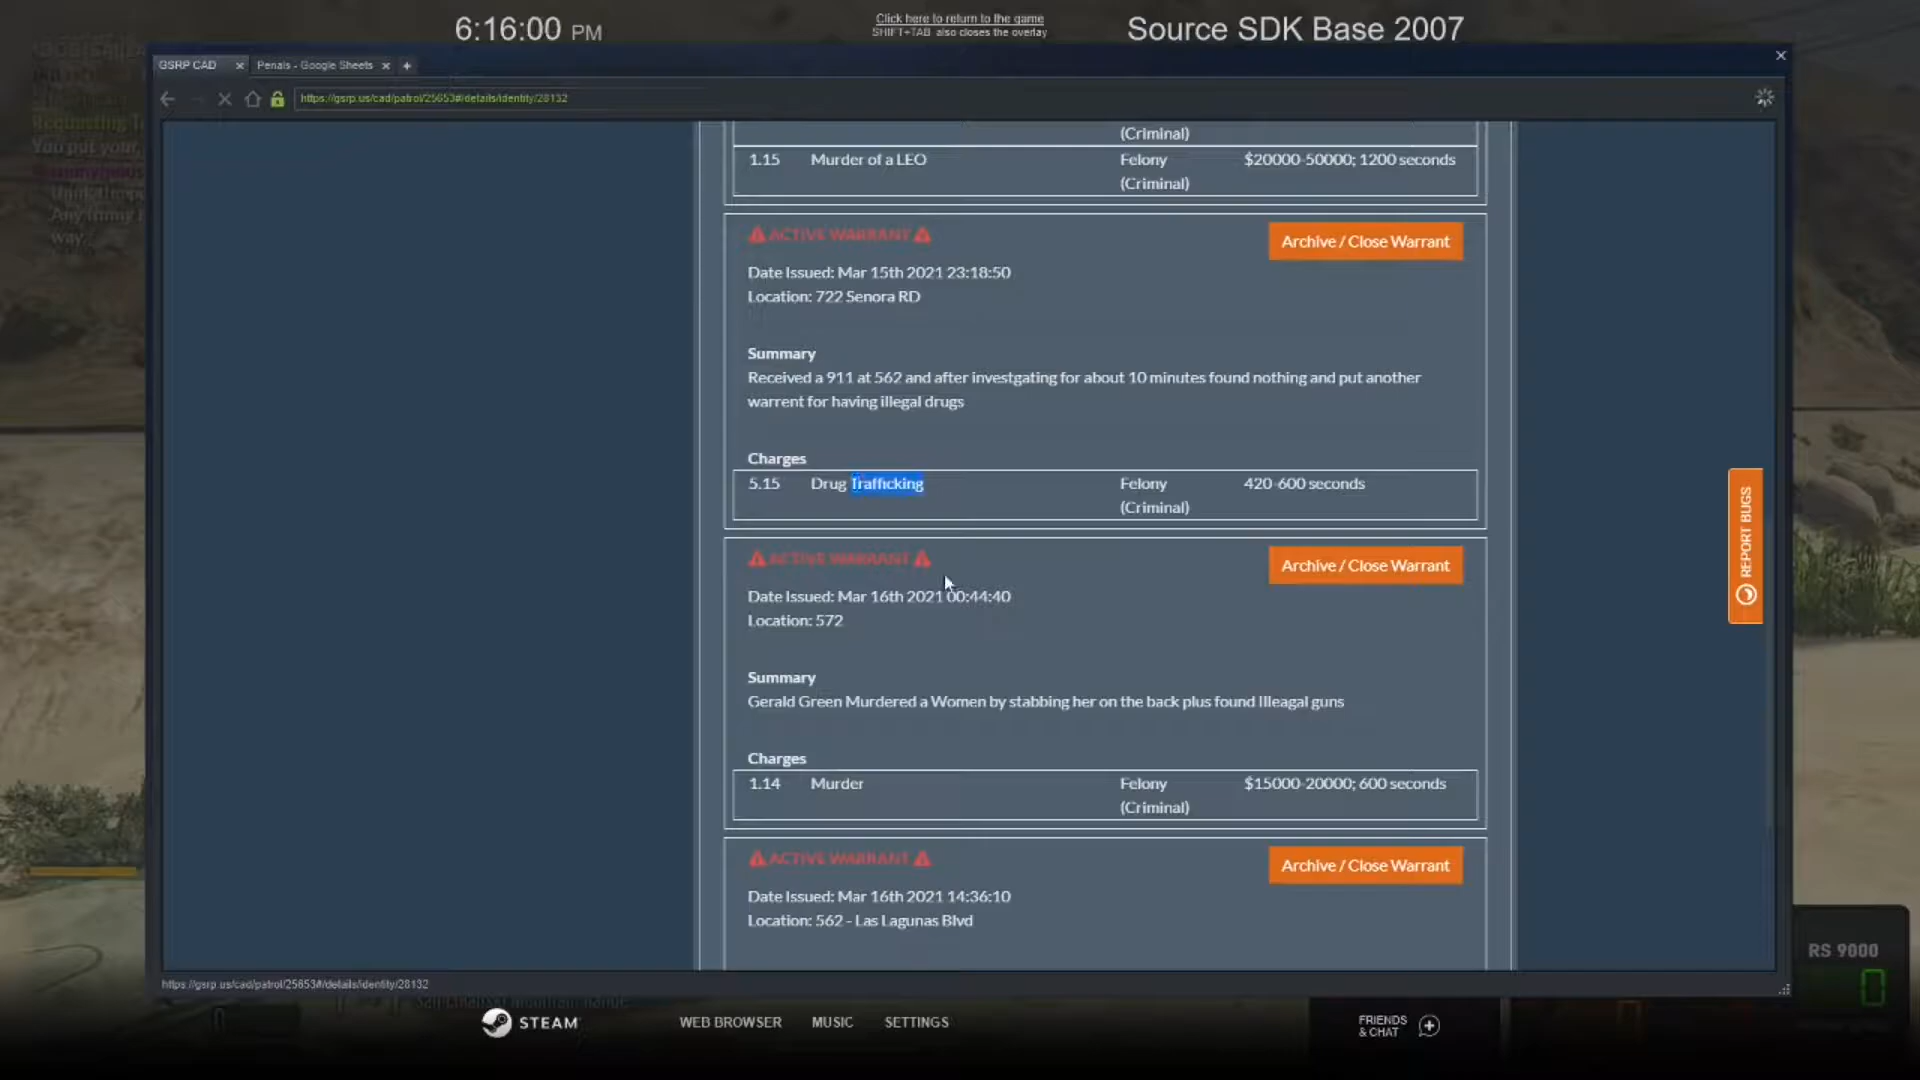 6:16:00 PM
Click here to return to the game
SHIFT+TAB also closes the overlay
Source SDK Base 2007
GSRP CAD
Penals - Google Sheets
https://gsrp.us/cad/patrol/25653#/details/identity/28132
(Criminal)
1.15 Murder of a LEO Felony $20000-50000; 1200 seconds
(Criminal)
ACTIVE WARRANT
Archive / Close Warrant
Date Issued: Mar 15th 2021 23:18:50
Location: 722 Senora RD
Summary
Received a 911 at 562 and after investgating for about 10 minutes found nothing and put another
warrent for having illegal drugs
Charges
5.15 Drug Trafficking Felony 420-600 seconds
(Criminal)
ACTIVE WARRANT
Archive / Close Warrant
Date Issued: Mar 16th 2021 00:44:40
Location: 572
Summary
Gerald Green Murdered a Women by stabbing her on the back plus found Illeagal guns
Charges
1.14 Murder Felony $15000-20000; 600 seconds
(Criminal)
ACTIVE WARRANT
Archive / Close Warrant
Date Issued: Mar 16th 2021 14:36:10
Location: 562 - Las Lagunas Blvd
REPORT BUGS
RS 9000
0
https://gsrp.us/cad/patrol/25653#/details/identity/28132
STEAM
WEB BROWSER
MUSIC
SETTINGS
FRIENDS
& CHAT
Requesting
You put your
Any
way